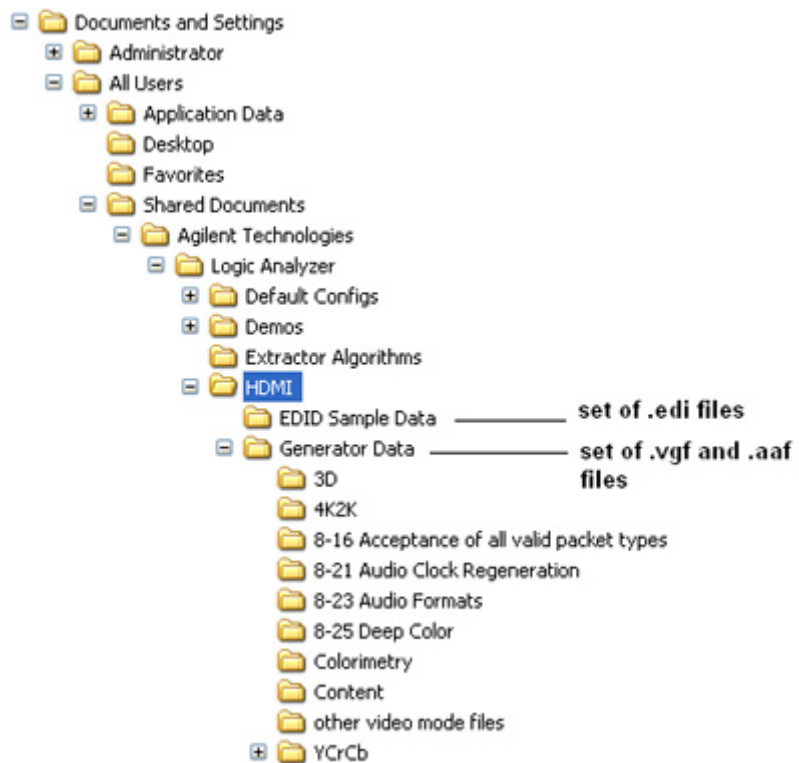 Documents and Settings
Administrator
All Users
Application Data
Desktop
Favorites
Shared Documents
Agilent Technologies
Logic Analyzer
Default Configs
Demos
Extractor Algorithms
HDMI
EDID Sample Data set of .edi files
Generator Data set of .vgf and .aaf
files
3D
4K2K
8-16 Acceptance of all valid packet types
8-21 Audio Clock Regeneration
8-23 Audio Formats
8-25 Deep Color
Colorimetry
Content
other video mode files
YCrCb